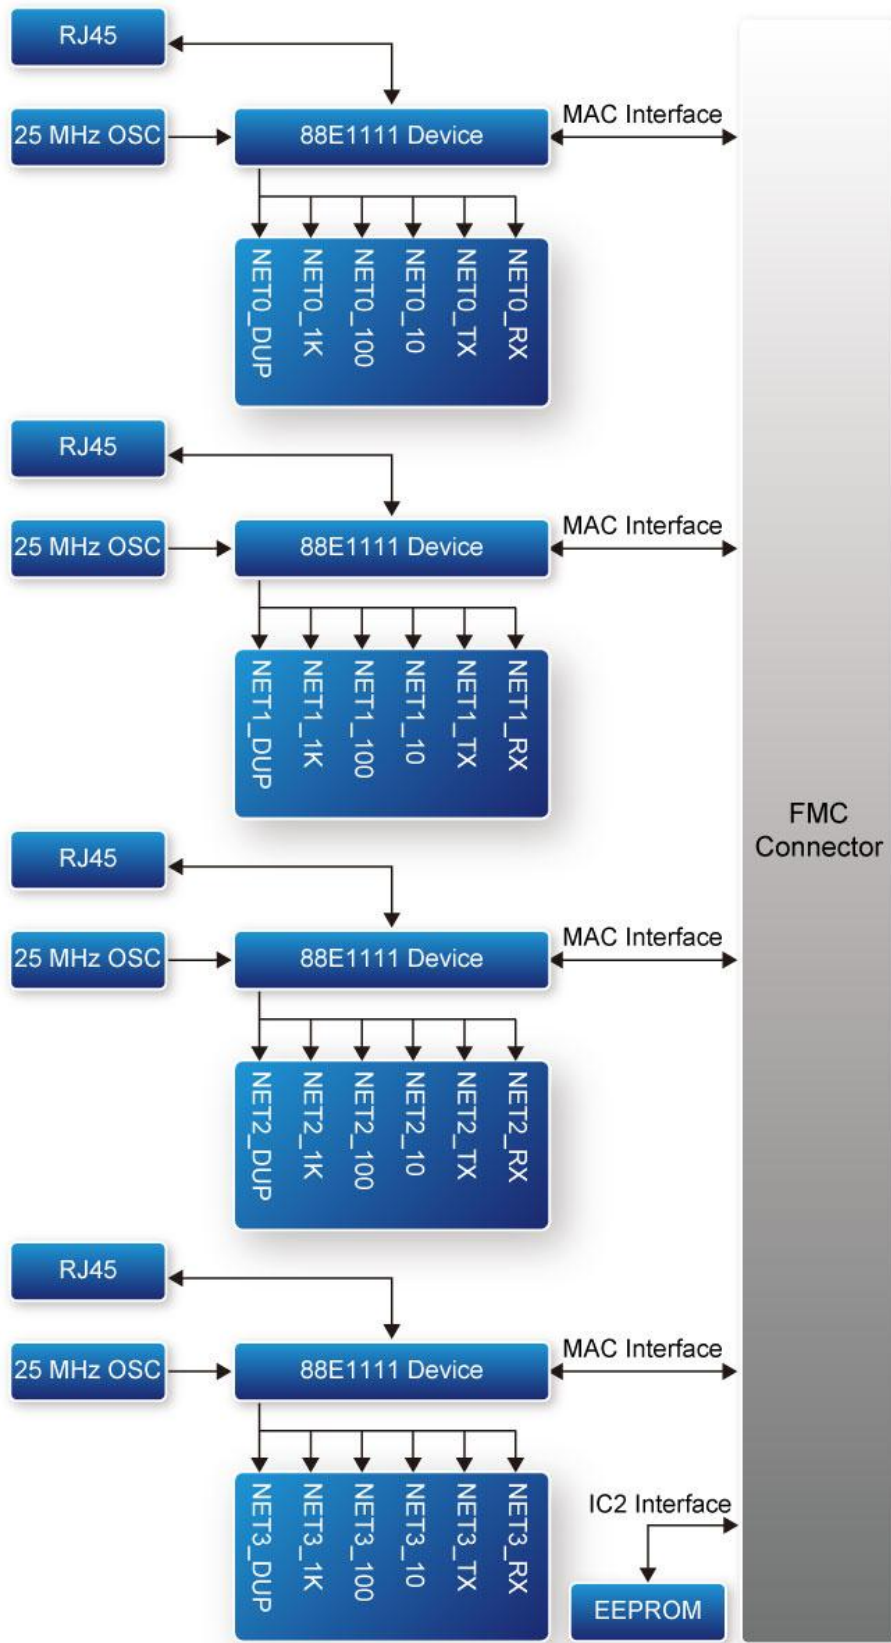 RJ45
25 MHz OSC
88E1111 Device
MAC Interface
NET0_DUP
NET0_1K
NET0_100
NET0_10
NET0_TX
NET0_RX
RJ45
25 MHz OSC
88E1111 Device
MAC Interface
NET1_DUP
NET1_1K
NET1_100
NET1_10
NET1_TX
NET1_RX
FMC
Connector
RJ45
25 MHz OSC
88E1111 Device
MAC Interface
NET2_DUP
NET2_1K
NET2_100
NET2_10
NET2_TX
NET2_RX
RJ45
25 MHz OSC
88E1111 Device
MAC Interface
NET3_DUP
NET3_1K
NET3_100
NET3_10
NET3_TX
NET3_RX
IC2 Interface
EEPROM